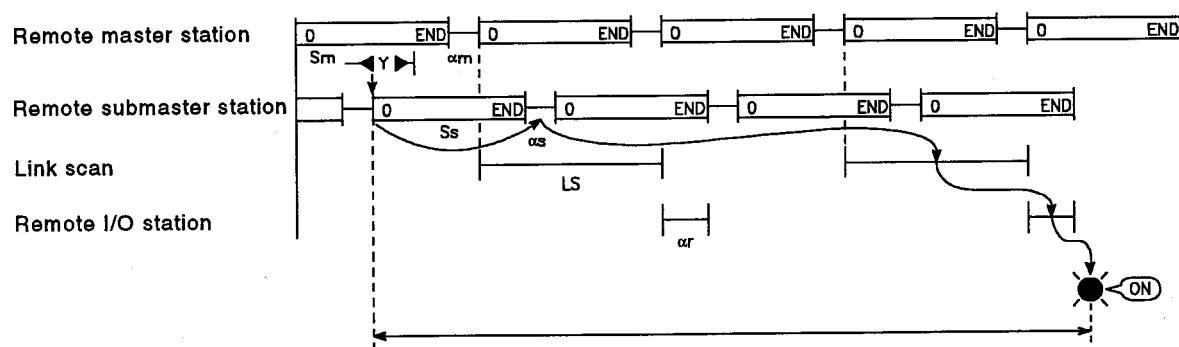 Remote master station
0 END 0 END 0 END 0 END 0 END
Sm Y αm
Remote submaster station
0 END 0 END 0 END 0 END
Ss αs
Link scan
LS
Remote I/O station
αr
ON